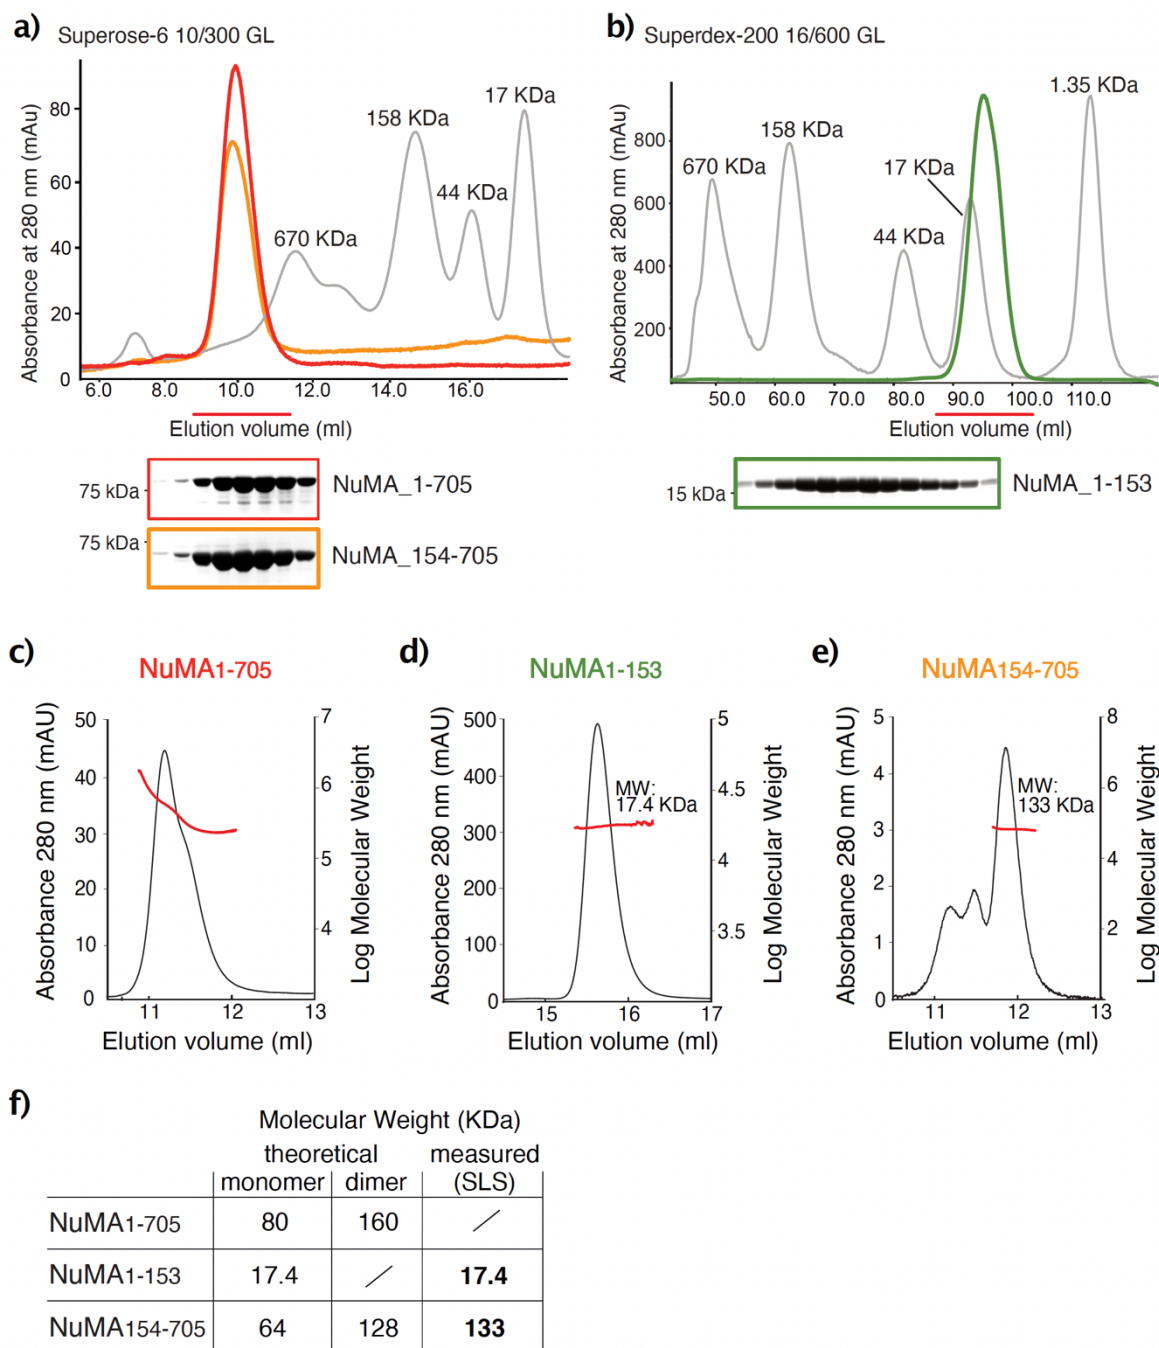 a) Superose-6 10/300 GL
Absorbance at 280 nm (mAu)
80
60
40
20
0
670 KDa
158 KDa
44 KDa
17 KDa
6.0 8.0 10.0 12.0 14.0 16.0
Elution volume (ml)
75 kDa
NuMA_1-705
75 kDa
NuMA_154-705
b) Superdex-200 16/600 GL
Absorbance at 280 nm (mAu)
800
600
400
200
670 KDa
158 KDa
44 KDa
17 KDa
1.35 KDa
50.0 60.0 70.0 80.0 90.0 100.0 110.0
Elution volume (ml)
15 kDa
NuMA_1-153
c) NuMA1-705
Absorbance 280 nm (mAU)
50
40
30
20
10
0
7
6
5
4
Log Molecular Weight
11 12 13
Elution volume (ml)
d) NuMA1-153
Absorbance 280 nm (mAU)
500
400
300
200
100
0
MW:
17.4 KDa
5
4.5
4
3.5
Log Molecular Weight
15 16 17
Elution volume (ml)
e) NuMA154-705
Absorbance 280 nm (mAU)
5
4
3
2
1
0
MW:
133 KDa
8
6
4
2
Log Molecular Weight
11 12 13
Elution volume (ml)
f)
Molecular Weight (KDa)
theoretical measured
monomer dimer (SLS)
NuMA1-705 80 160 /
NuMA1-153 17.4 / 17.4
NuMA154-705 64 128 133